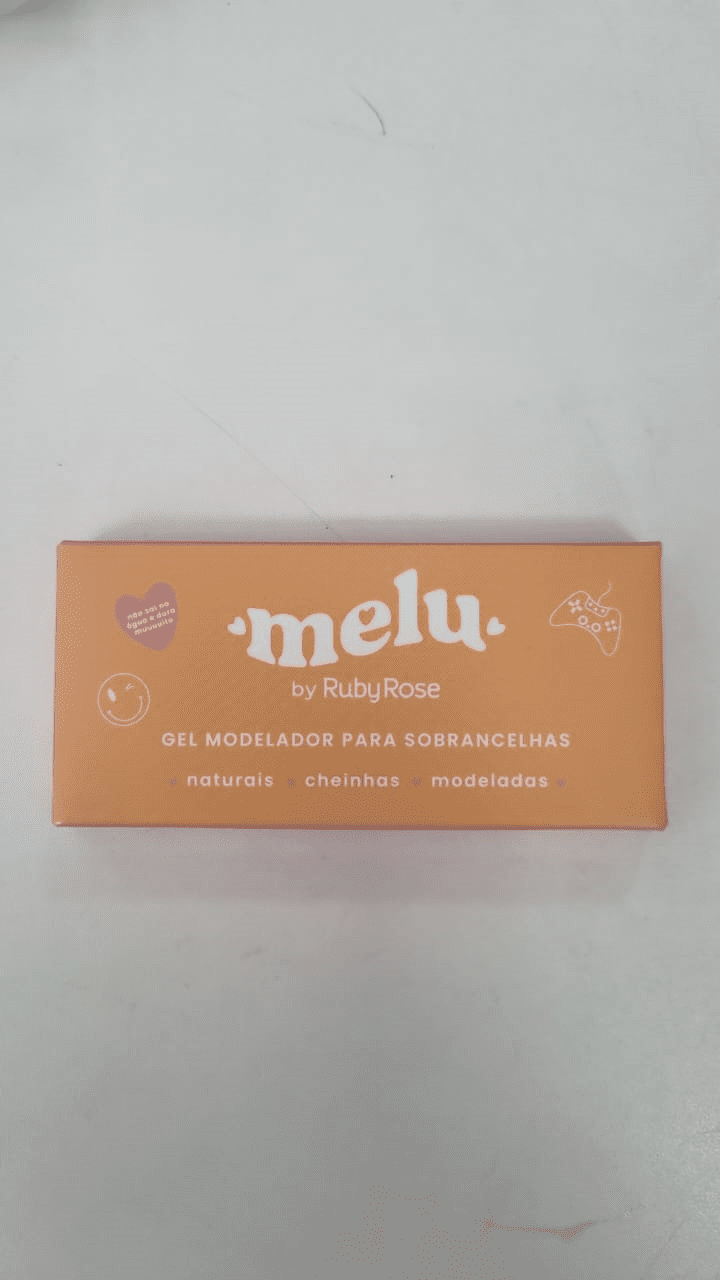 não sai na
água e dura
muuuuito
melu
by RubyRose
GEL MODELADOR PARA SOBRANCELHAS
naturais cheinhas modeladas